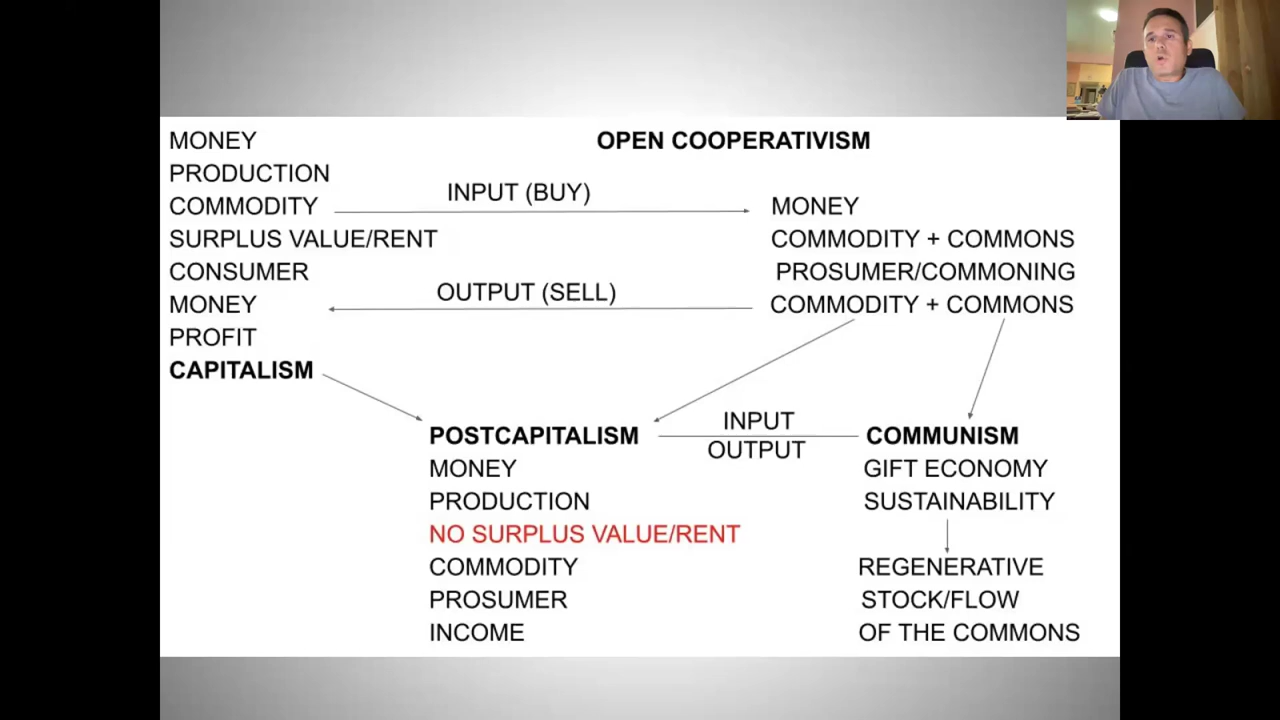 MONEY
PRODUCTION
COMMODITY
SURPLUS VALUE/RENT
CONSUMER
MONEY
PROFIT
CAPITALISM
OPEN COOPERATIVISM
INPUT (BUY)
OUTPUT (SELL)
MONEY
COMMODITY + COMMONS
PROSUMER/COMMONING
COMMODITY + COMMONS
POSTCAPITALISM
MONEY
PRODUCTION
NO SURPLUS VALUE/RENT
COMMODITY
PROSUMER
INCOME
INPUT
OUTPUT
COMMUNISM
GIFT ECONOMY
SUSTAINABILITY
REGENERATIVE
STOCK/FLOW
OF THE COMMONS